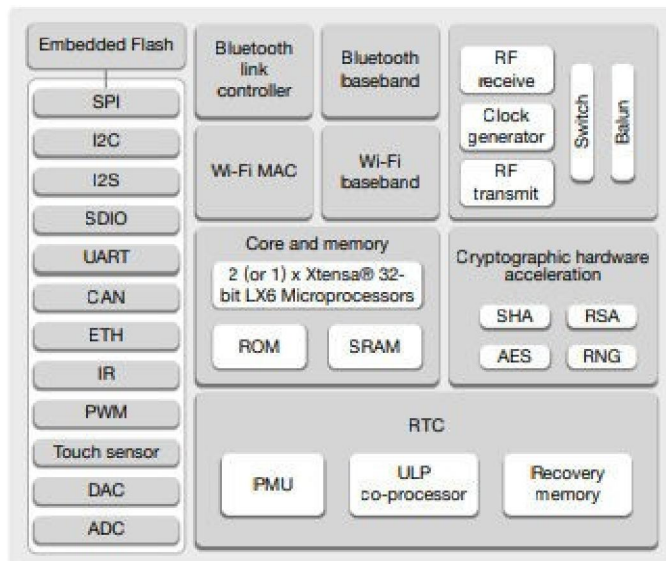 Embedded Flash
SPI
I2C
I2S
SDIO
UART
CAN
ETH
IR
PWM
Touch sensor
DAC
ADC
Bluetooth
link
controller
Bluetooth
baseband
Wi-Fi MAC
Wi-Fi
baseband
RF
receive
Clock
generator
RF
transmit
Switch
Balun
Core and memory
2 (or 1) x Xtensa® 32-
bit LX6 Microprocessors
ROM
SRAM
Cryptographic hardware
acceleration
SHA
RSA
AES
RNG
RTC
PMU
ULP
co-processor
Recovery
memory